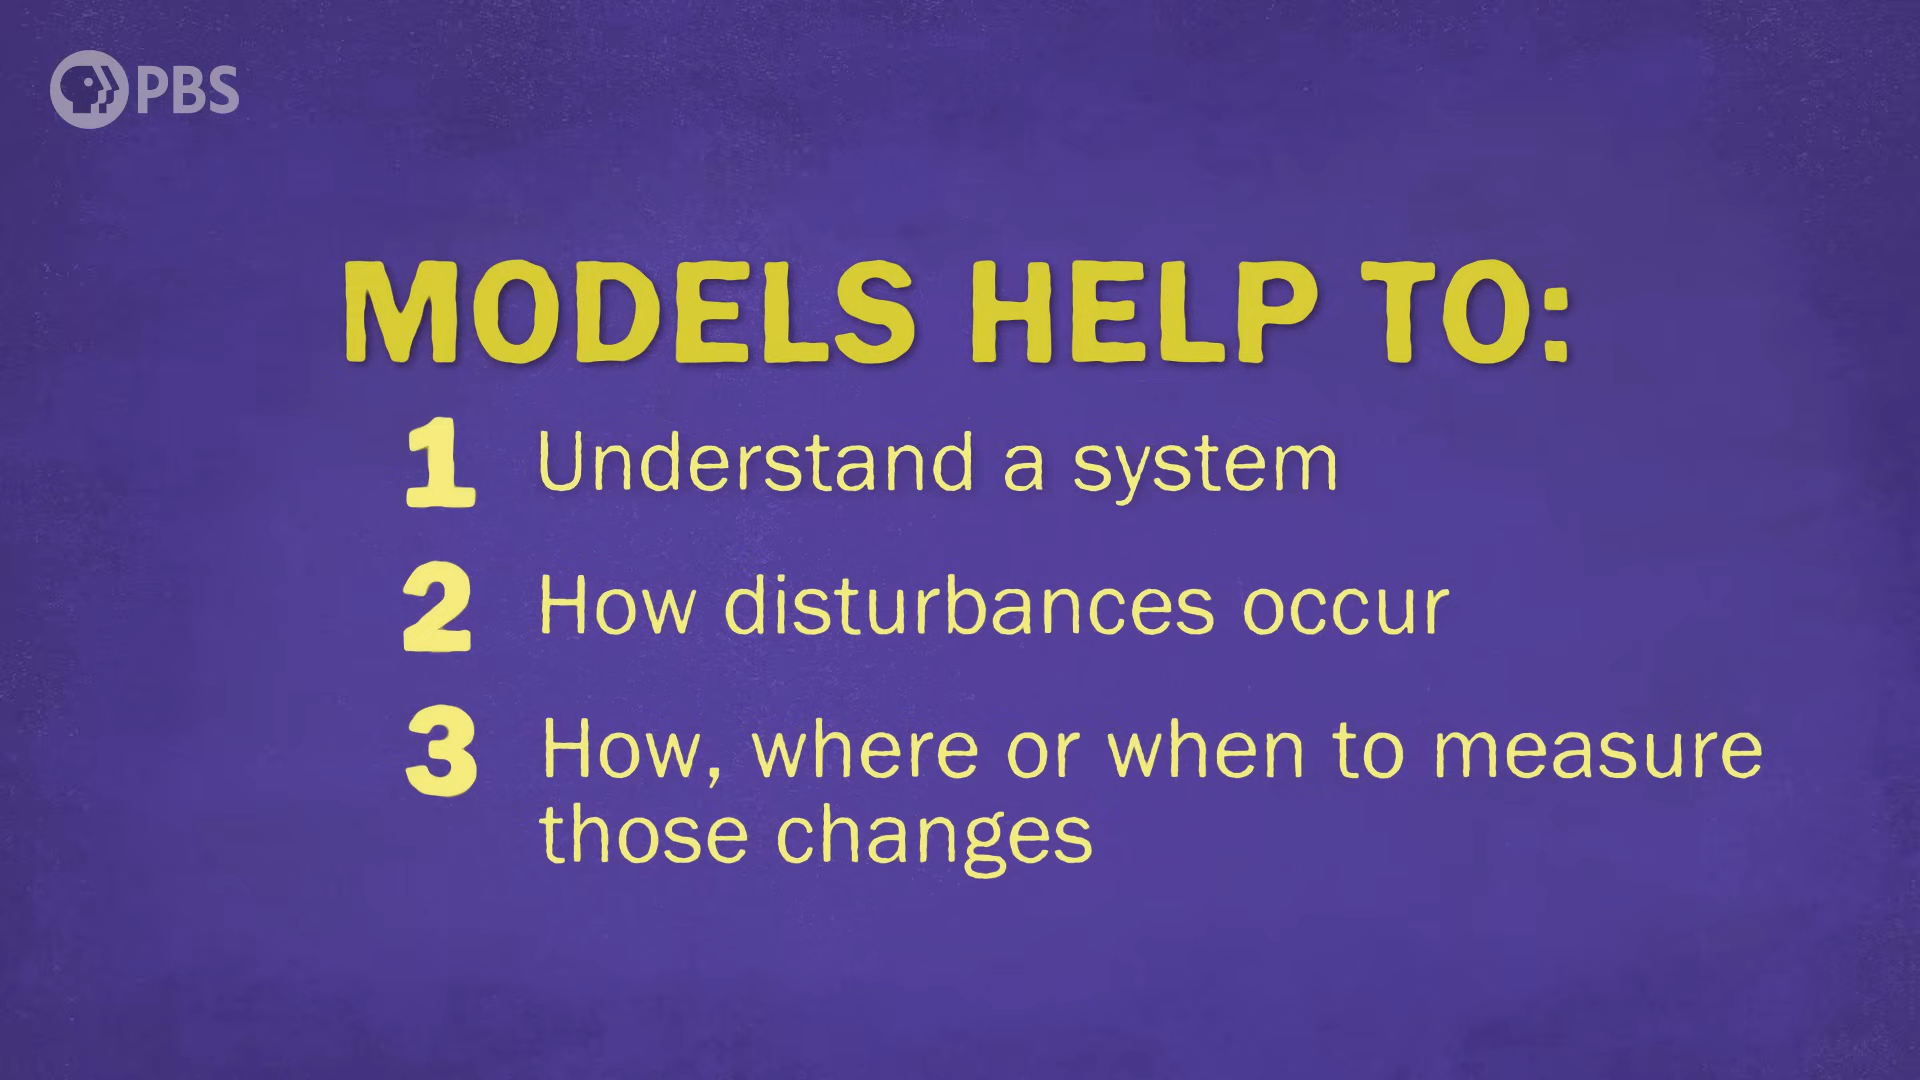 PBS
MODELS HELP TO:
1 Understand a system
2 How disturbances occur
3 How, where or when to measure
those changes